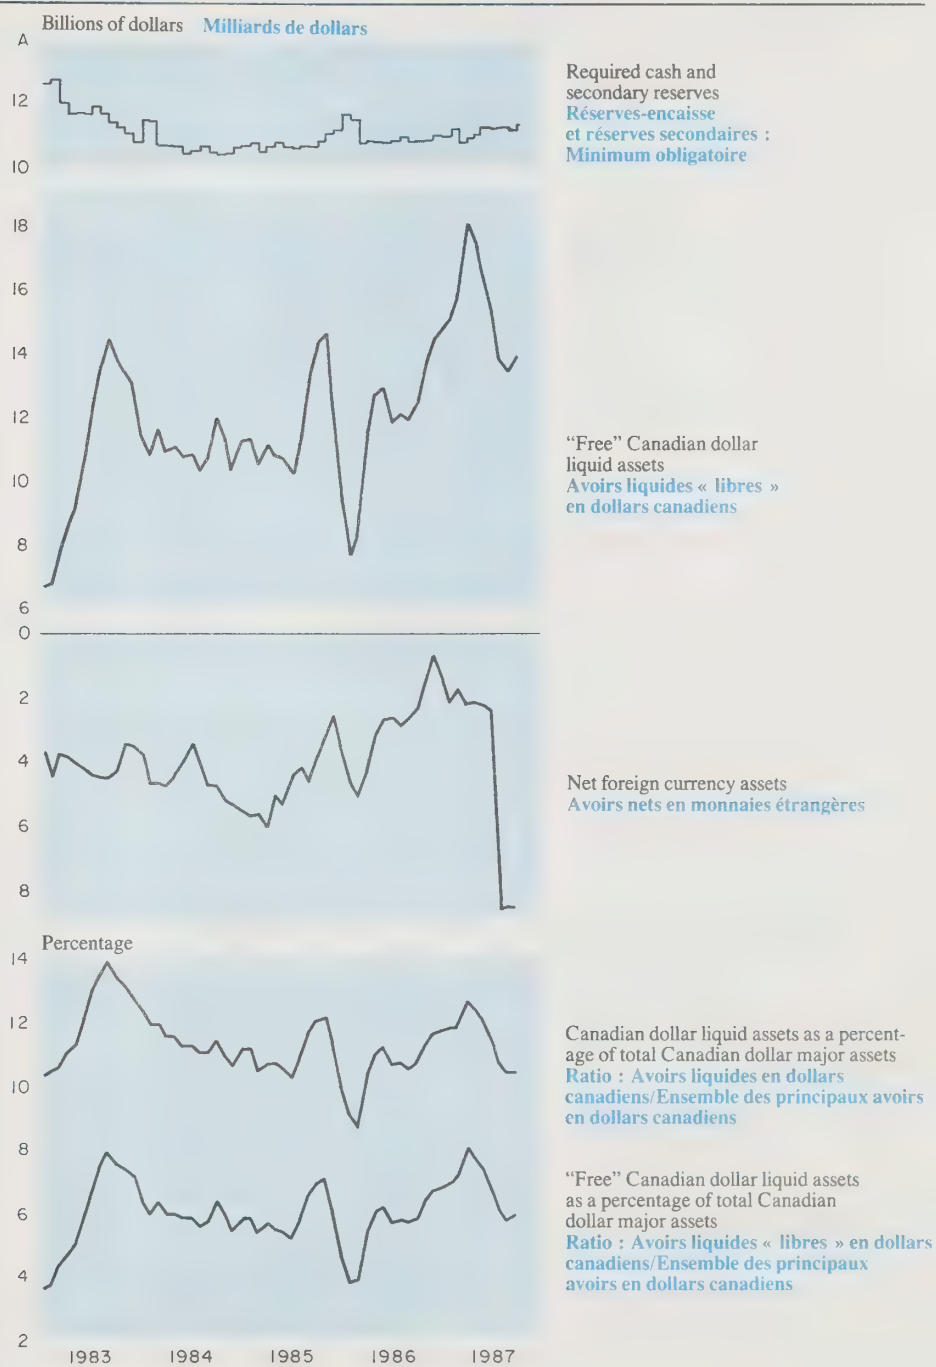 Billions of dollars Milliards de dollars
A
12
10
Required cash and
secondary reserves
Réserves-encaisse
et réserves secondaires :
Minimum obligatoire
18
16
14
12
10
8
6
"Free" Canadian dollar
liquid assets
Avoirs liquides « libres »
en dollars canadiens
0
2
4
6
8
Net foreign currency assets
Avoirs nets en monnaies étrangères
Percentage
14
12
10
8
6
4
2
Canadian dollar liquid assets as a percent-
age of total Canadian dollar major assets
Ratio : Avoirs liquides en dollars
canadiens/Ensemble des principaux avoirs
en dollars canadiens
"Free" Canadian dollar liquid assets
as a percentage of total Canadian
dollar major assets
Ratio : Avoirs liquides « libres » en dollars
canadiens/Ensemble des principaux
avoirs en dollars canadiens
1983 1984 1985 1986 1987